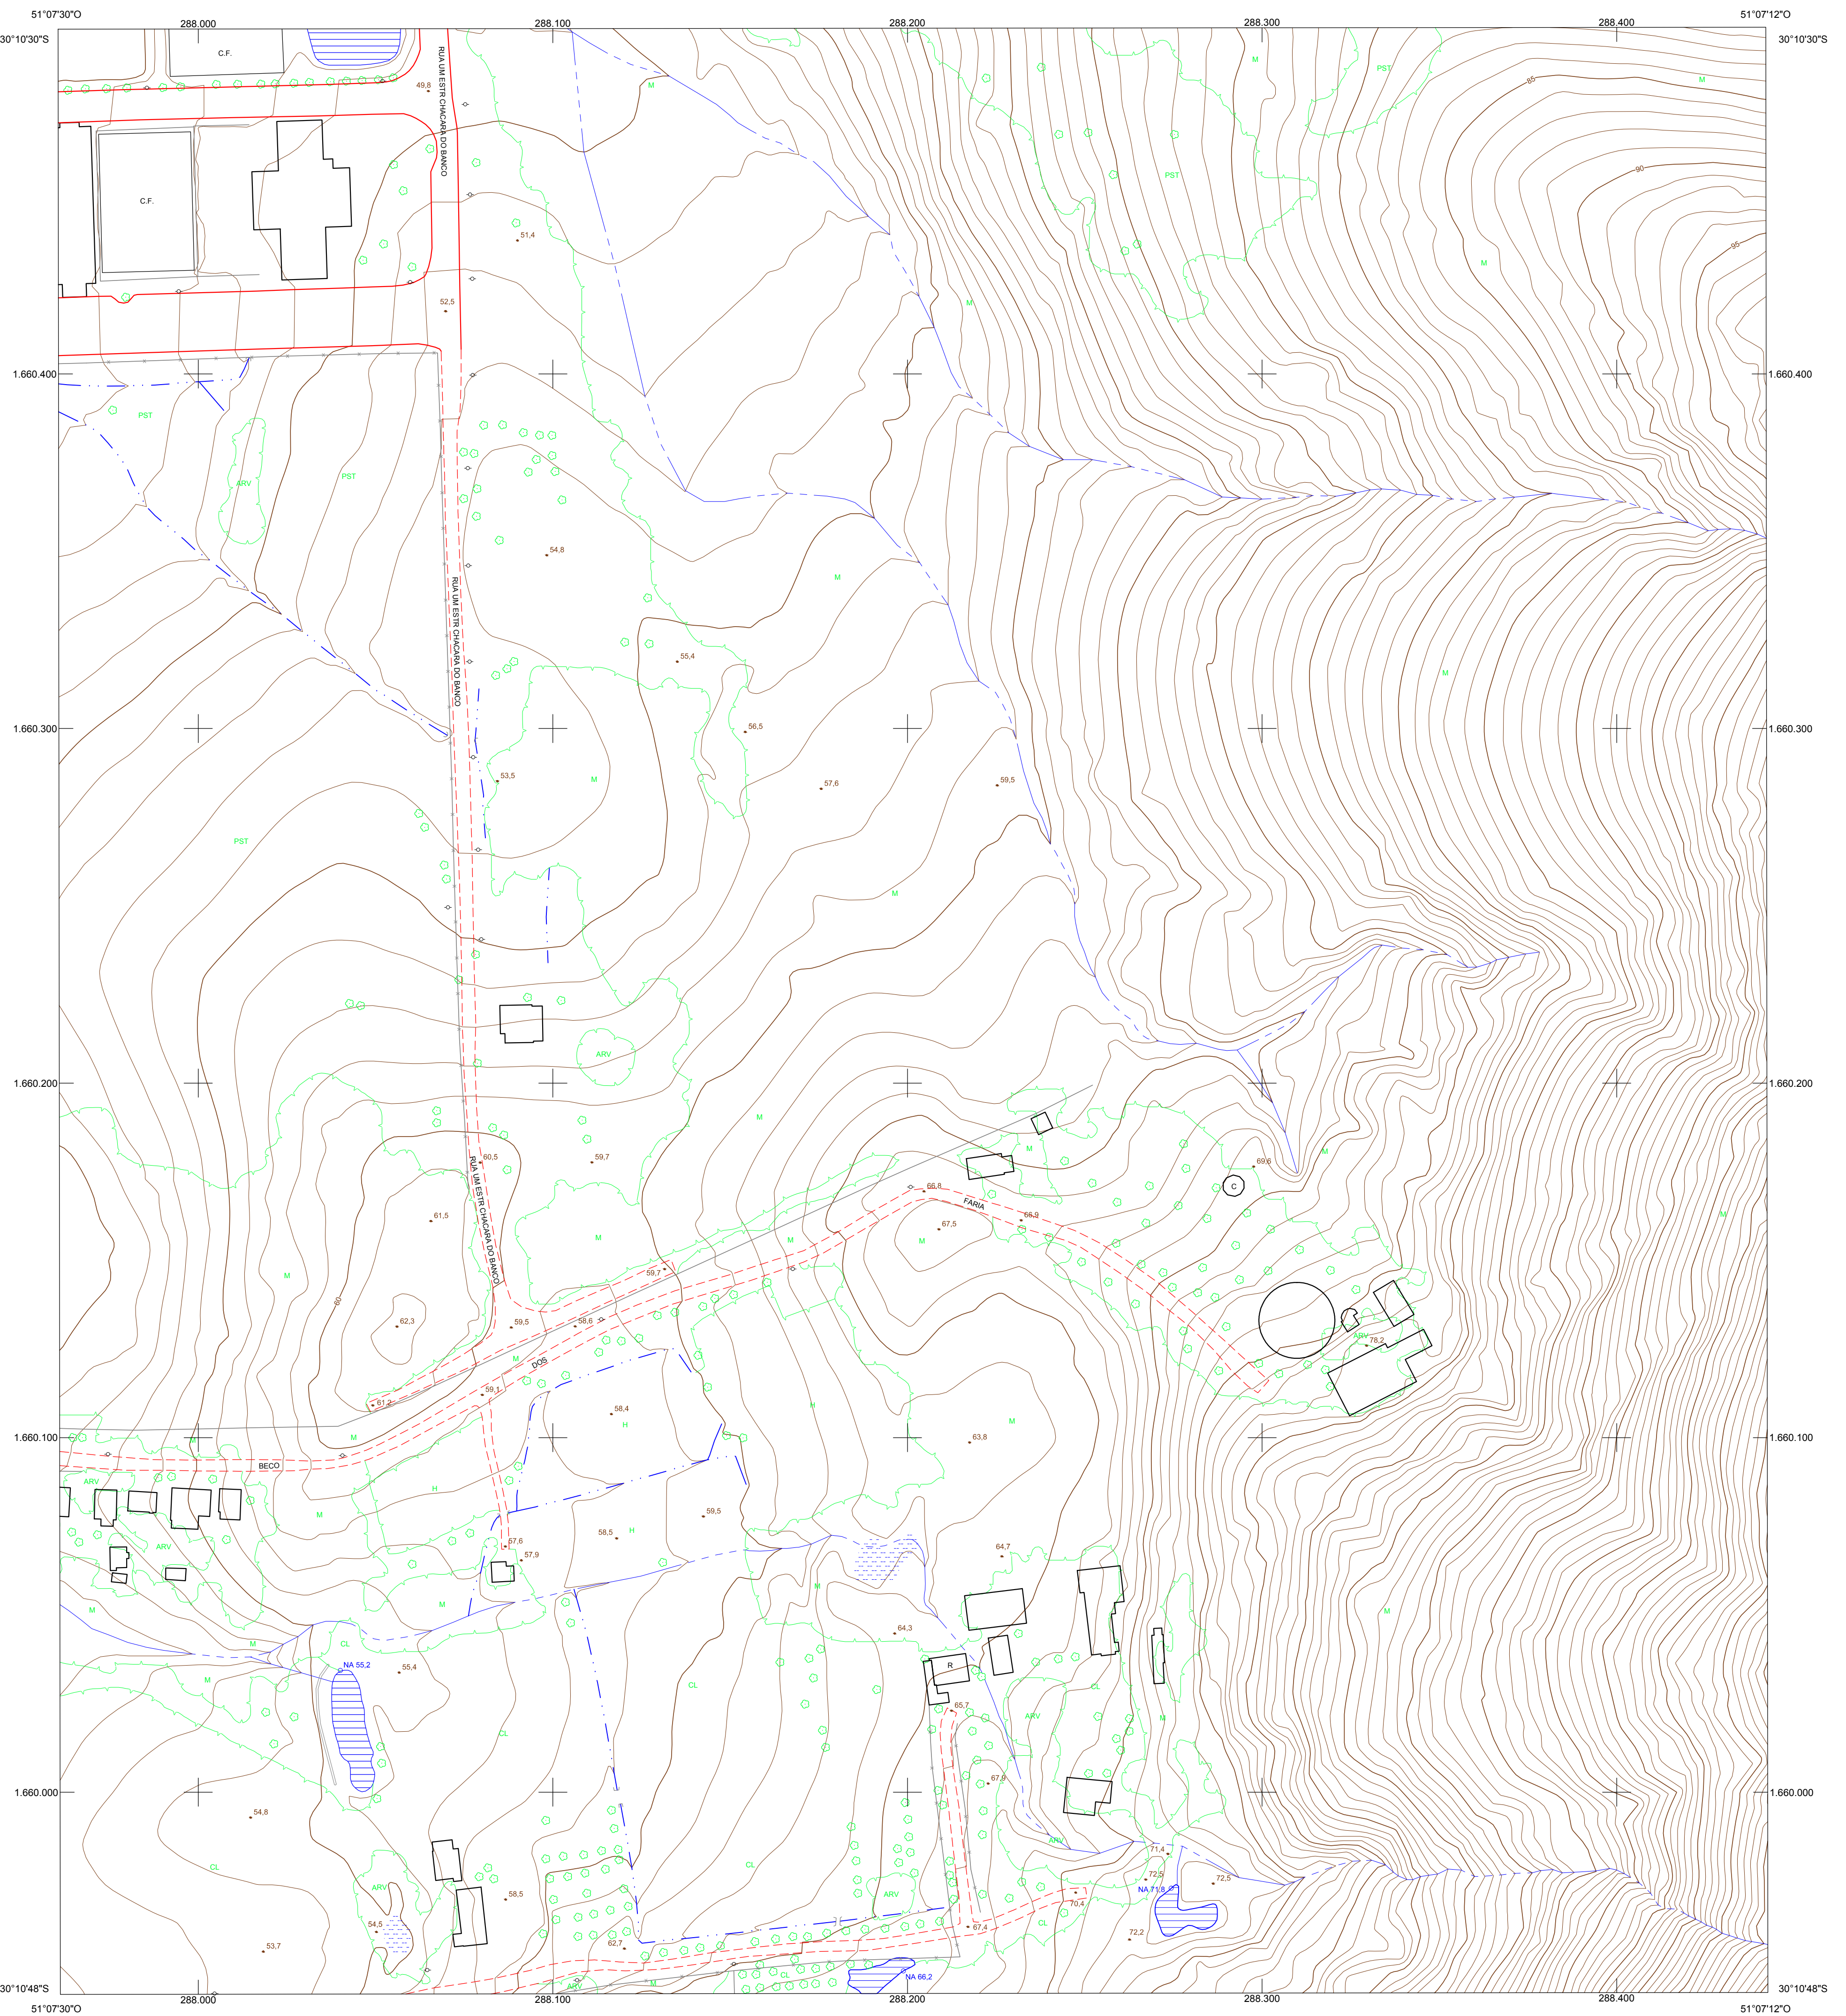 51°07'30"O
51°07'12"O
288.000
288.100
288.200
288.300
288.400
30°10'30"S
30°10'30"S
C.F.
RUA UM ESTR CHACARA DO BANCO
M
PST
M
85
49,8
M
PST
90
C.F.
51,4
95
M
52,5
M
1.660.400
1.660.400
PST
ARV
PST
54,8
M
RUA UM ESTR CHACARA DO BANCO
55,4
M
1.660.300
1.660.300
56,5
53,5
M
57,6
59,5
PST
M
ARV
1.660.200
1.660.200
M
M
M
60,5
59,7
69,6
RUA UM ESTR CHACARA DO BANCO
66,8
C
FARIA
61,5
67,5
66,9
M
M
M
M
M
59,7
60
62,3
59,5
58,6
ARV
78,2
M
DOS
59,1
61,2
58,4
H
H
M
M
M
63,8
1.660.100
1.660.100
BECO
ARV
H
M
59,5
58,5
H
57,6
57,9
64,7
ARV
M
M
M
M
64,3
M
CL
NA 55,2
55,4
R
M
CL
CL
65,7
ARV
M
CL
67,9
1.660.000
1.660.000
54,8
ARV
71,4
CL
CL
72,5
72,5
NA 71,8
ARV
58,5
ARV
70,4
54,5
67,4
CL
72,2
53,7
62,7
CL
NA 66,2
ARV
M
30°10'48"S
30°10'48"S
288.000
288.100
288.200
288.300
288.400
51°07'30"O
51°07'12"O